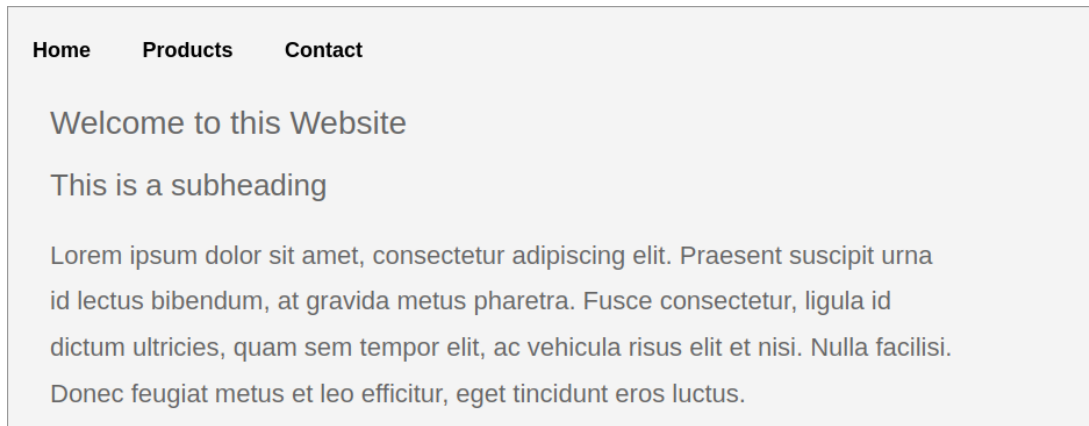 Home Products Contact
Welcome to this Website
This is a subheading
Lorem ipsum dolor sit amet, consectetur adipiscing elit. Praesent suscipit urna
id lectus bibendum, at gravida metus pharetra. Fusce consectetur, ligula id
dictum ultricies, quam sem tempor elit, ac vehicula risus elit et nisi. Nulla facilisi.
Donec feugiat metus et leo efficitur, eget tincidunt eros luctus.